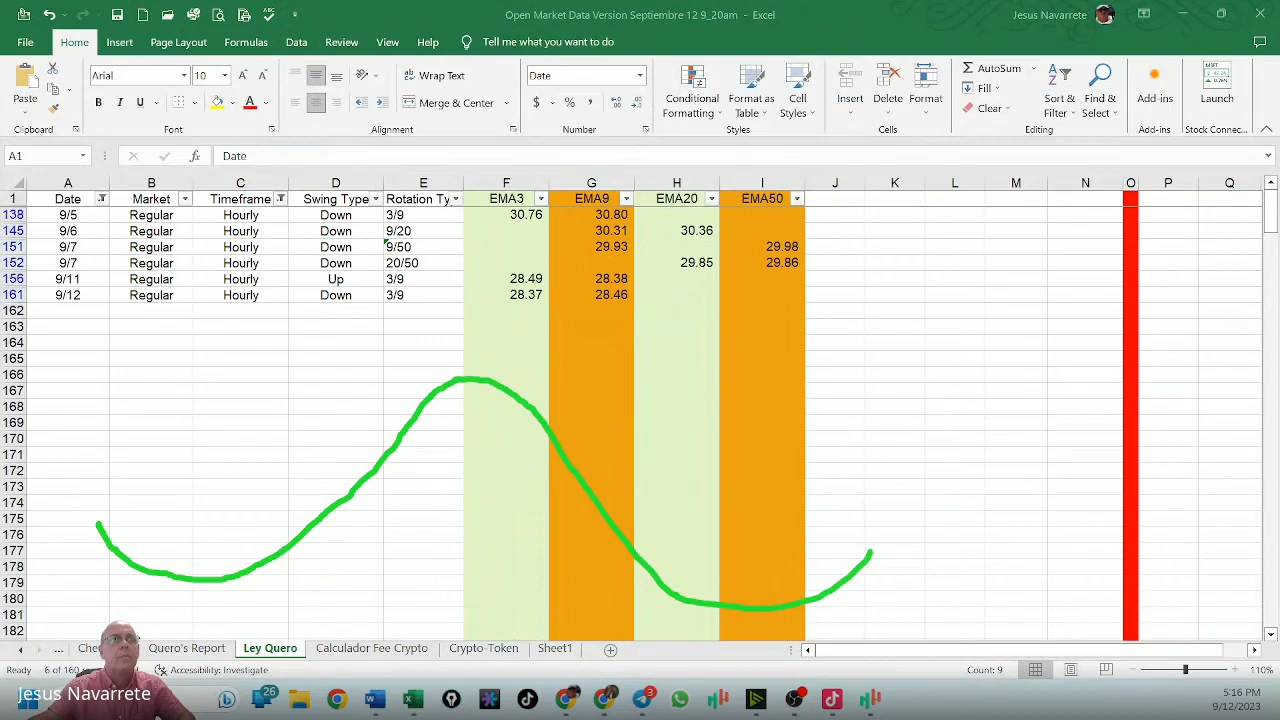 Open Market Data Version Septiembre 12 9_20am - Excel
Jesus Navarrete
File Home Insert Page Layout Formulas Data Review View Help Tell me what you want to do
Arial 10 Wrap Text Date AutoSum
Paste B I U Merge & Center $ % Conditional Formatting Format as Table Cell Styles Insert Delete Format Fill Clear Sort & Filter Find & Select Add-ins Launch
Clipboard Font Alignment Number Styles Cells Editing Add-ins Stock Connec...
A1 fx Date
A B C D E F G H I J K L M N O P Q
1 Date Market Timeframe Swing Type Rotation Ty EMA3 EMA9 EMA20 EMA50
138 9/5 Regular Hourly Down 3/9 30.76 30.80
145 9/6 Regular Hourly Down 9/20 30.31 30.36
151 9/7 Regular Hourly Down 9/50 29.93 29.98
152 9/7 Regular Hourly Down 20/50 29.85 29.86
156 9/11 Regular Hourly Up 3/9 28.49 28.38
161 9/12 Regular Hourly Down 3/9 28.37 28.46
162
163
164
165
166
167
168
169
170
171
172
173
174
175
176
177
178
179
180
181
182
... Che Quero's Report Ley Quero Calculador Fee Crypto Crypto-Token Sheet1
Ready 6 of 160 Accessibility: Investigate Count: 9 110%
Jesus Navarrete
26
3
5:16 PM
9/12/2023